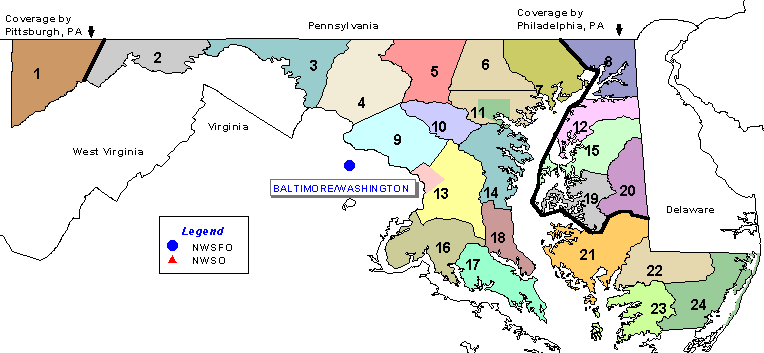 Coverage by
Pittsburgh, PA
Pennsylvania
Coverage by
Philadelphia, PA
1
2
3
4
5
6
7
8
9
10
11
12
13
14
15
16
17
18
19
20
21
22
23
24
West Virginia
Virginia
BALTIMORE/WASHINGTON
Delaware
Legend
NWSFO
NWSO